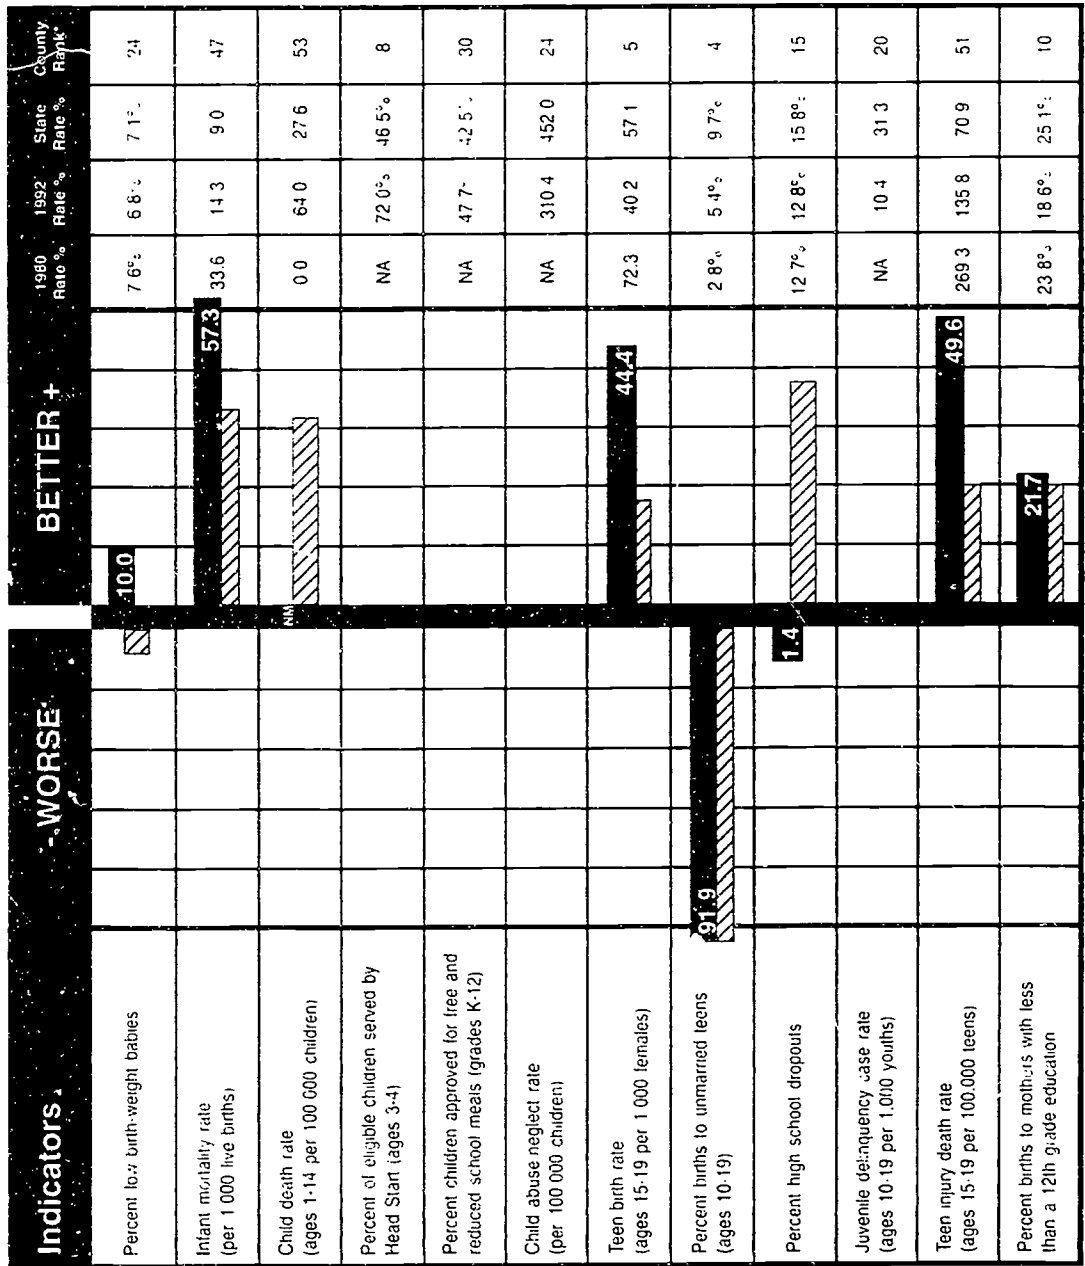 Indicators
- WORSE
BETTER +
1980 Rate %
1992 Rate %
State Rate %
County Rank*
Percent low birth-weight babies
10.0
7 6%
6 8%
7 1%
24
Infant mortality rate
(per 1 000 live births)
57.3
33.6
14 3
9 0
47
Child death rate
(ages 1-14 per 100 000 children)
NM
0 0
64 0
27 6
53
Percent of eligible children served by
Head Start (ages 3-4)
NA
72 0%
46 5%
8
Percent children approved for free and
reduced school meals (grades K-12)
NA
47 7%
42 5%
30
Child abuse neglect rate
(per 100 000 children)
NA
310 4
452 0
24
Teen birth rate
(ages 15-19 per 1 000 females)
44.4
72.3
40 2
57 1
5
Percent births to unmarried teens
(ages 10-19)
91.9
2 8%
5 4%
9 7%
4
Percent high school dropouts
1.4
12 7%
12 8%
15 8%
15
Juvenile delinquency case rate
(ages 10-19 per 1,000 youths)
NA
10 4
31 3
20
Teen injury death rate
(ages 15-19 per 100,000 teens)
49.6
269 3
135 8
70 9
51
Percent births to mothers with less
than a 12th grade education
21.7
23 8%
18 6%
25 1%
10